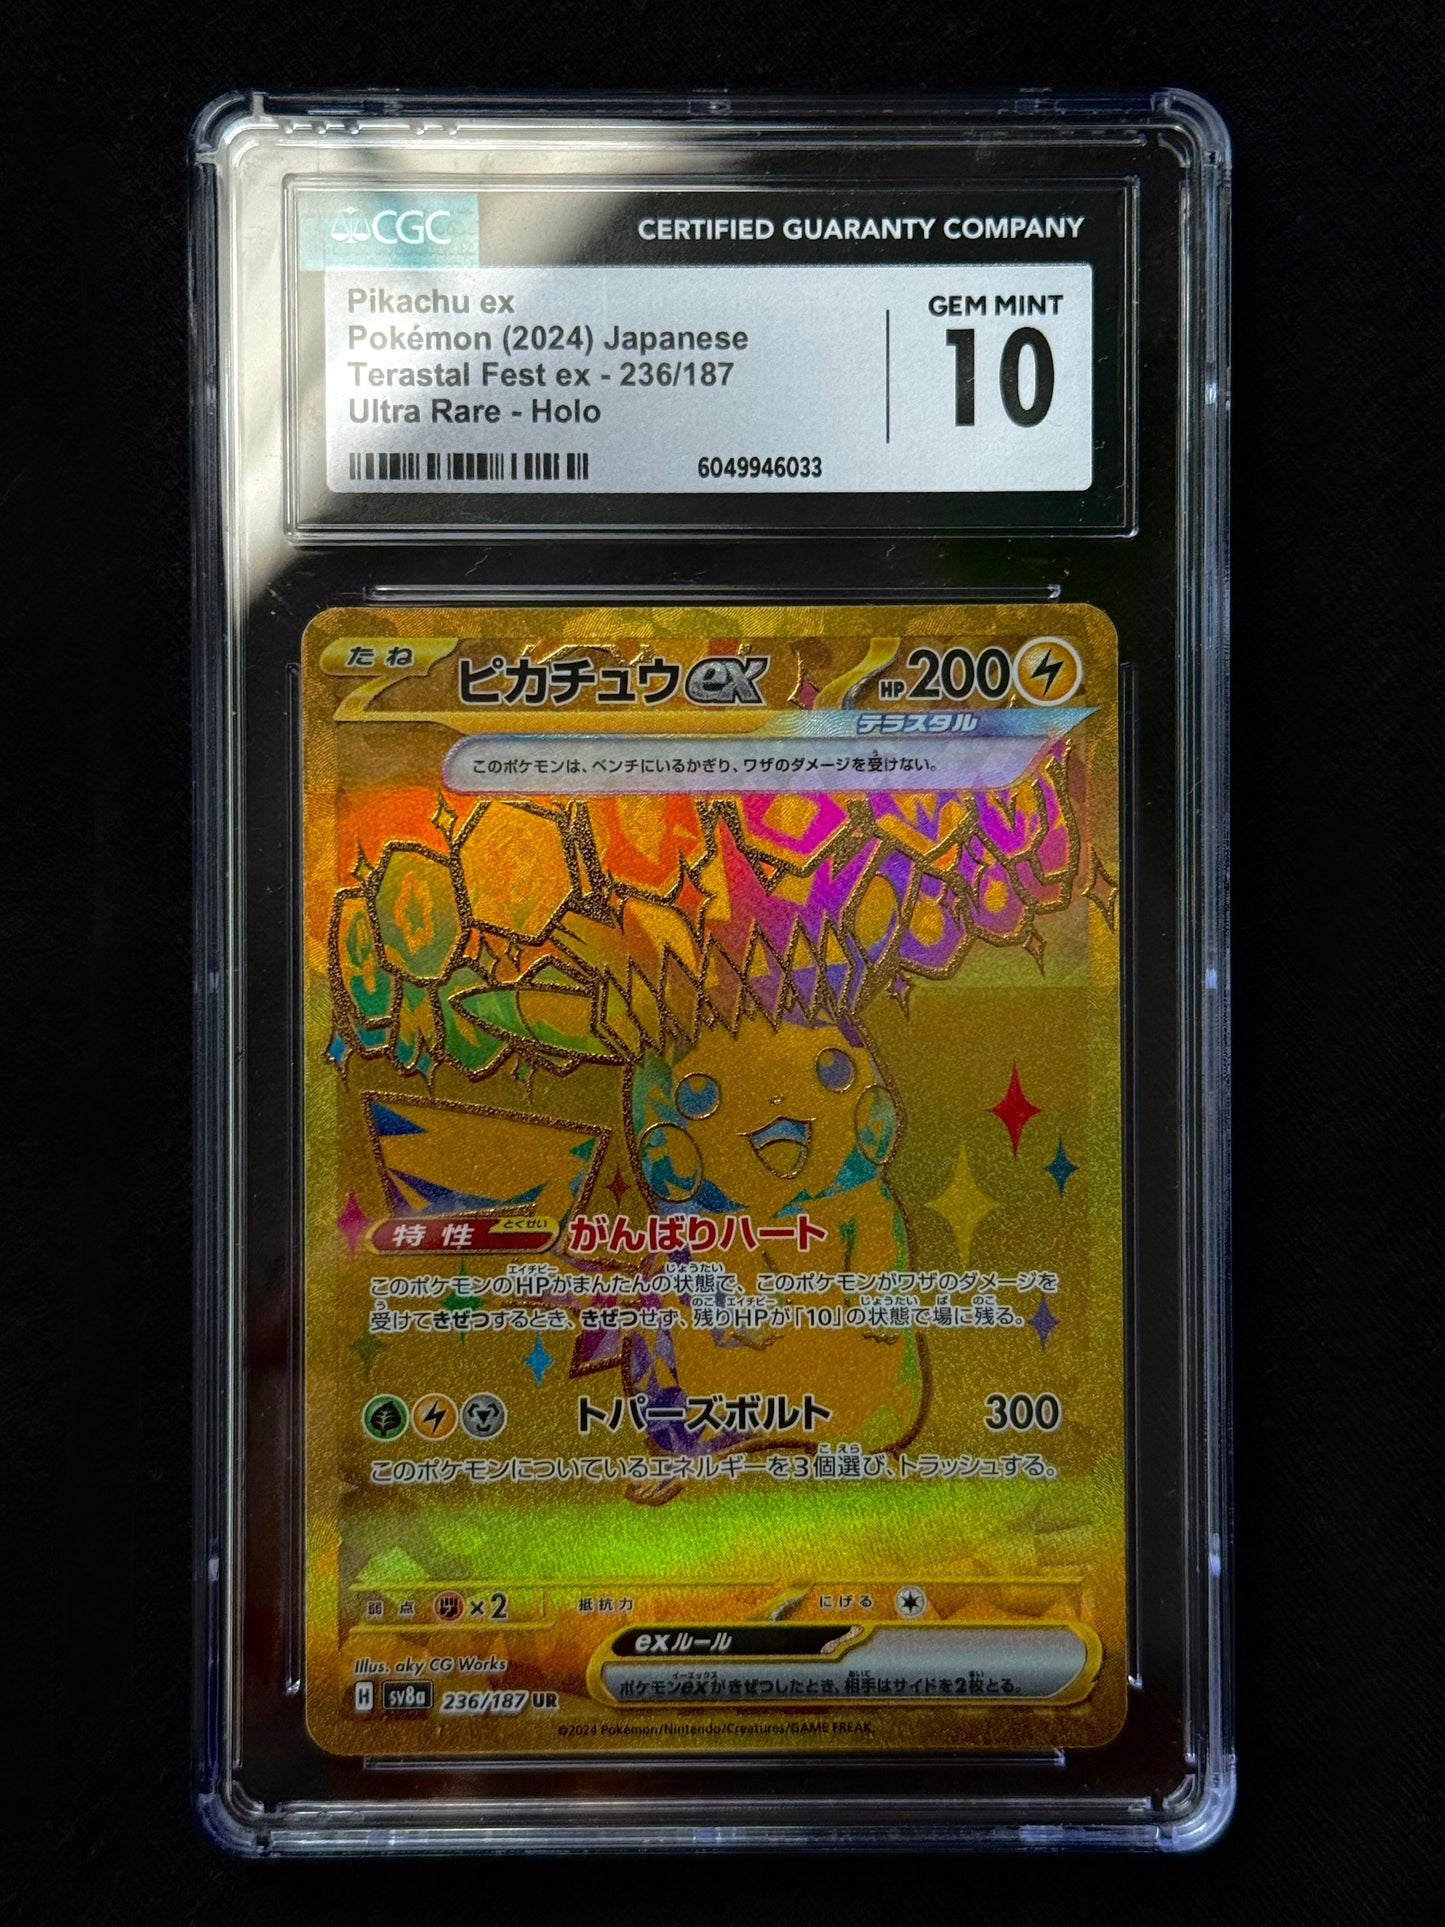 CGC
CERTIFIED GUARANTY COMPANY
Pikachu ex
Pokémon (2024) Japanese
Terastal Fest ex - 236/187
Ultra Rare - Holo
GEM MINT
10
6049946033
たね
ピカチュウex
HP200
テラスタル
このポケモンは、ベンチにいるかぎり、ワザのダメージを受けない。
特性 とくせい がんばりハート
このポケモンのHPがまんたんの状態で、このポケモンがワザのダメージを
受けてきぜつするとき、きぜつせず、残りHPが「10」の状態で場に残る。
トパーズボルト 300
このポケモンについているエネルギーを3個選び、トラッシュする。
弱点 ×2 抵抗力 にげる
exルール
ポケモンexがきぜつしたとき、相手はサイドを2枚とる。
Illus. aky CG Works
H sv8a 236/187 UR
©2024 Pokémon/Nintendo/Creatures/GAME FREAK